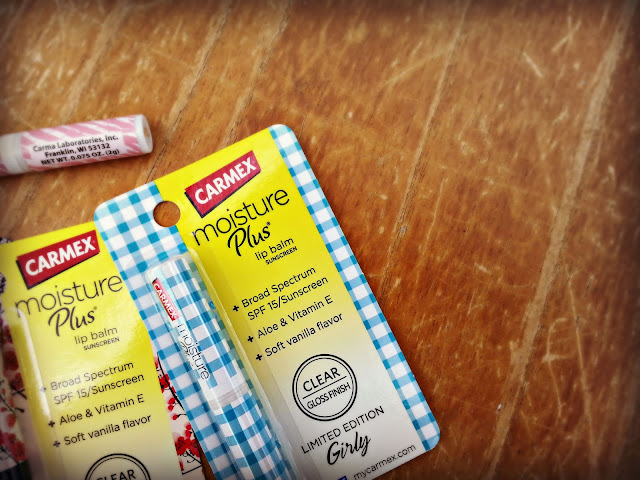 Carma Laboratories, Inc.
Franklin, WI 53132
NET WT. 0.075 OZ. (2g)
CARMEX
moisture
Plus®
lip balm
SUNSCREEN
+ Broad Spectrum
SPF 15/Sunscreen
+ Aloe & Vitamin E
+ Soft vanilla flavor
CLEAR
GLOSS FINISH
LIMITED EDITION
Girly
mycarmex.com
CARMEX
moisture
CARMEX
moisture
Plus®
lip balm
SUNSCREEN
+ Broad Spectrum
SPF 15/Sunscreen
+ Aloe & Vitamin E
+ Soft vanilla flavor
CLEAR